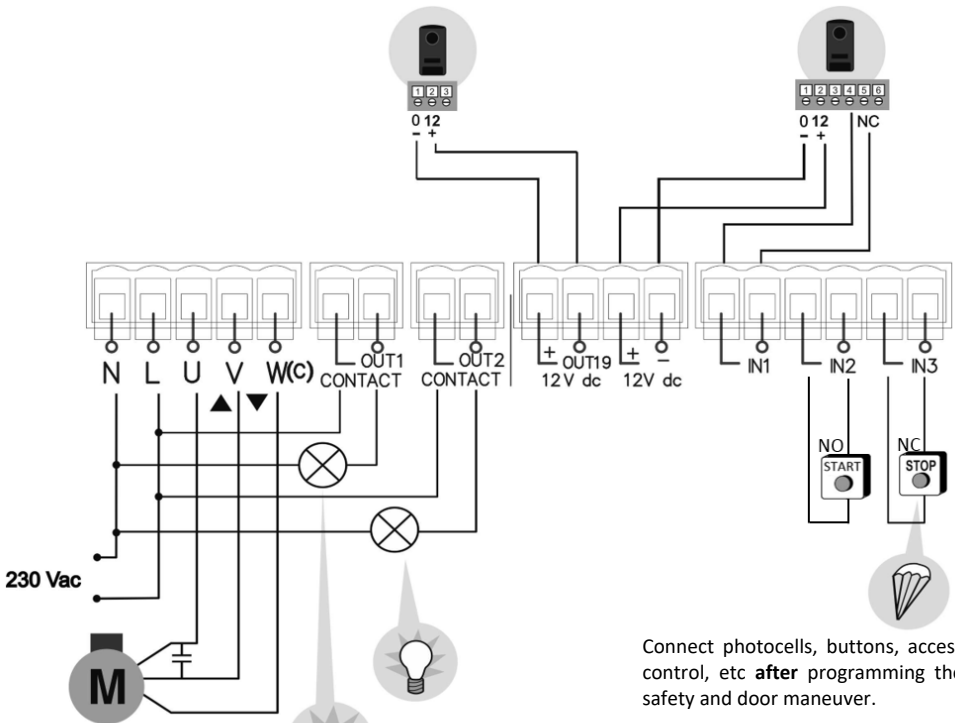 1 2 3
0 12
- +
1 2 3 4 5 6
0 12 NC
- +
N L U V W(C)
OUT1
CONTACT
OUT2
CONTACT
+ OUT19
12V dc
+ -
12V dc
IN1
IN2
IN3
NO
START
NC
STOP
230 Vac
M
Connect photocells, buttons, acces
control, etc after programming the
safety and door maneuver.